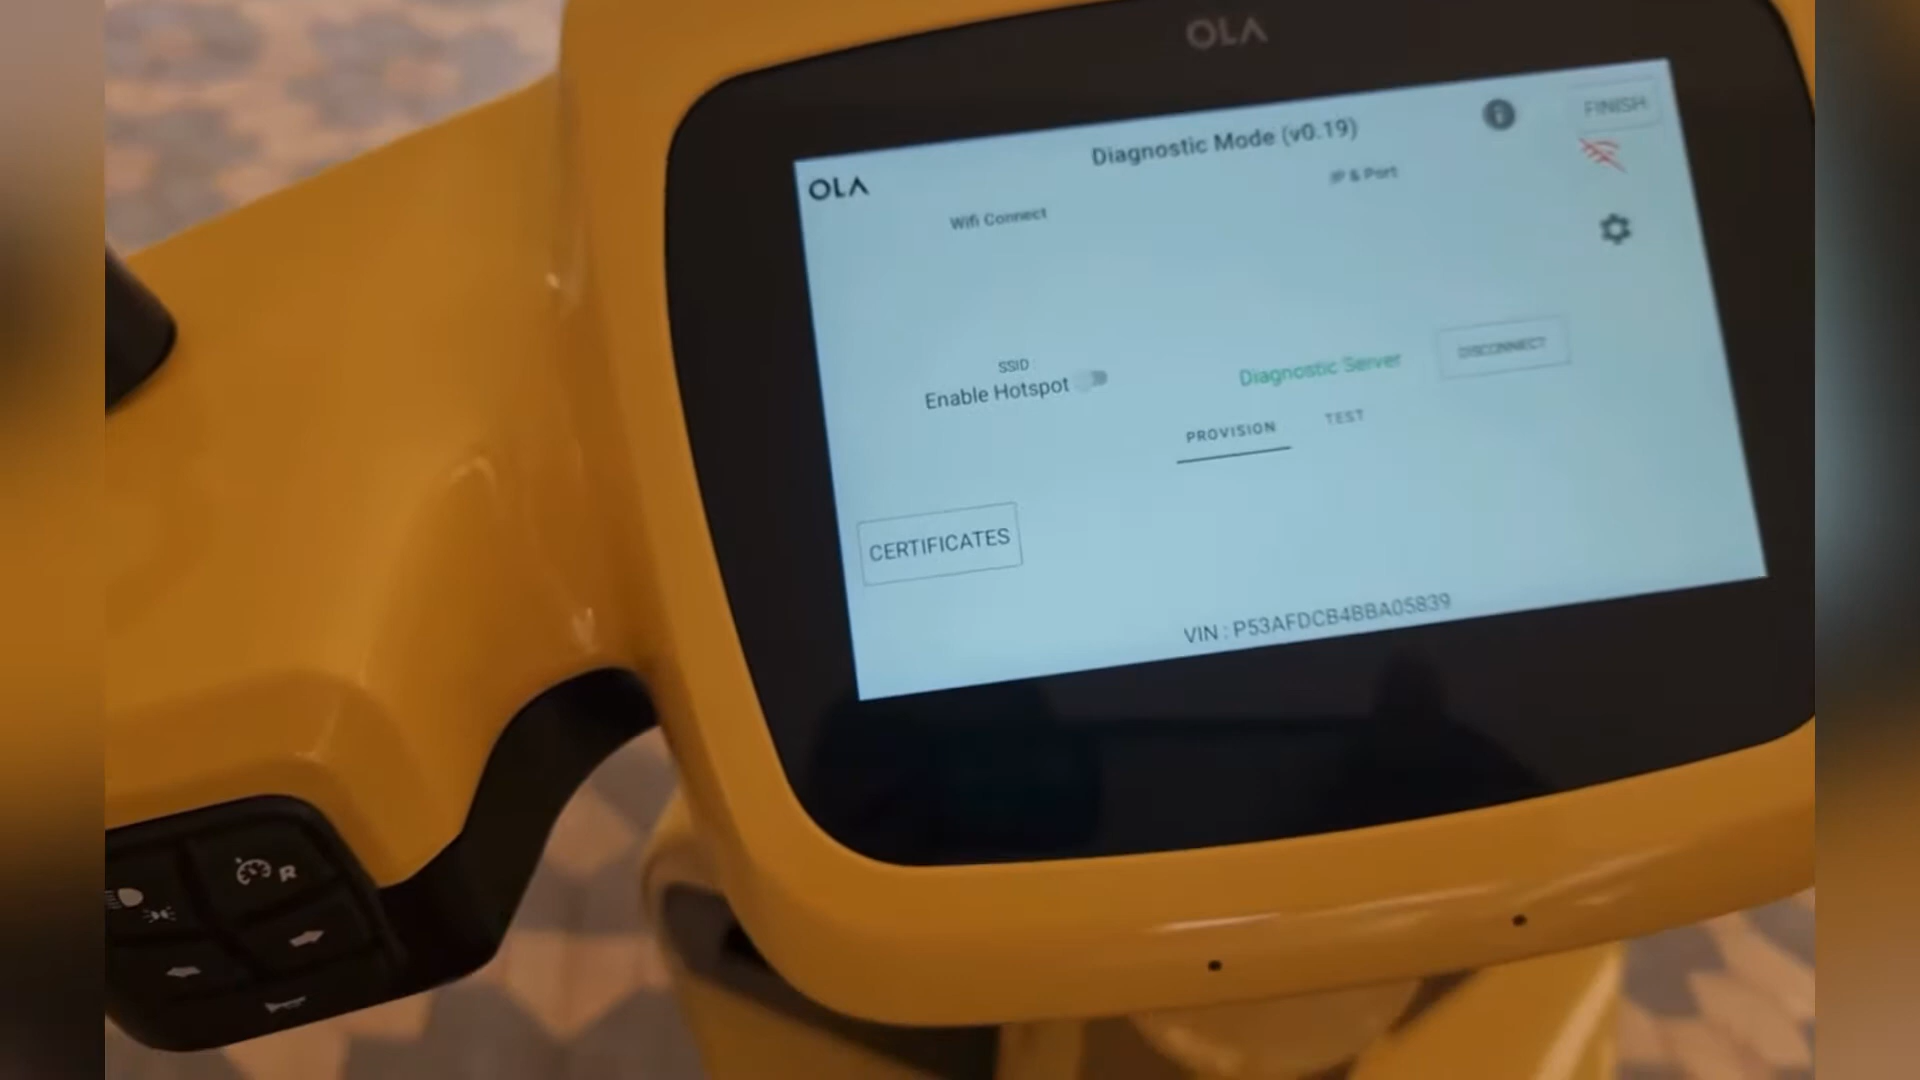 OLA
Diagnostic Mode (v0.19)
FINISH
OLA
IP & Port
Wifi Connect
SSID
Enable Hotspot
Diagnostic Server
DISCONNECT
PROVISION
TEST
CERTIFICATES
VIN : P53AFDCB4BBA05839
R